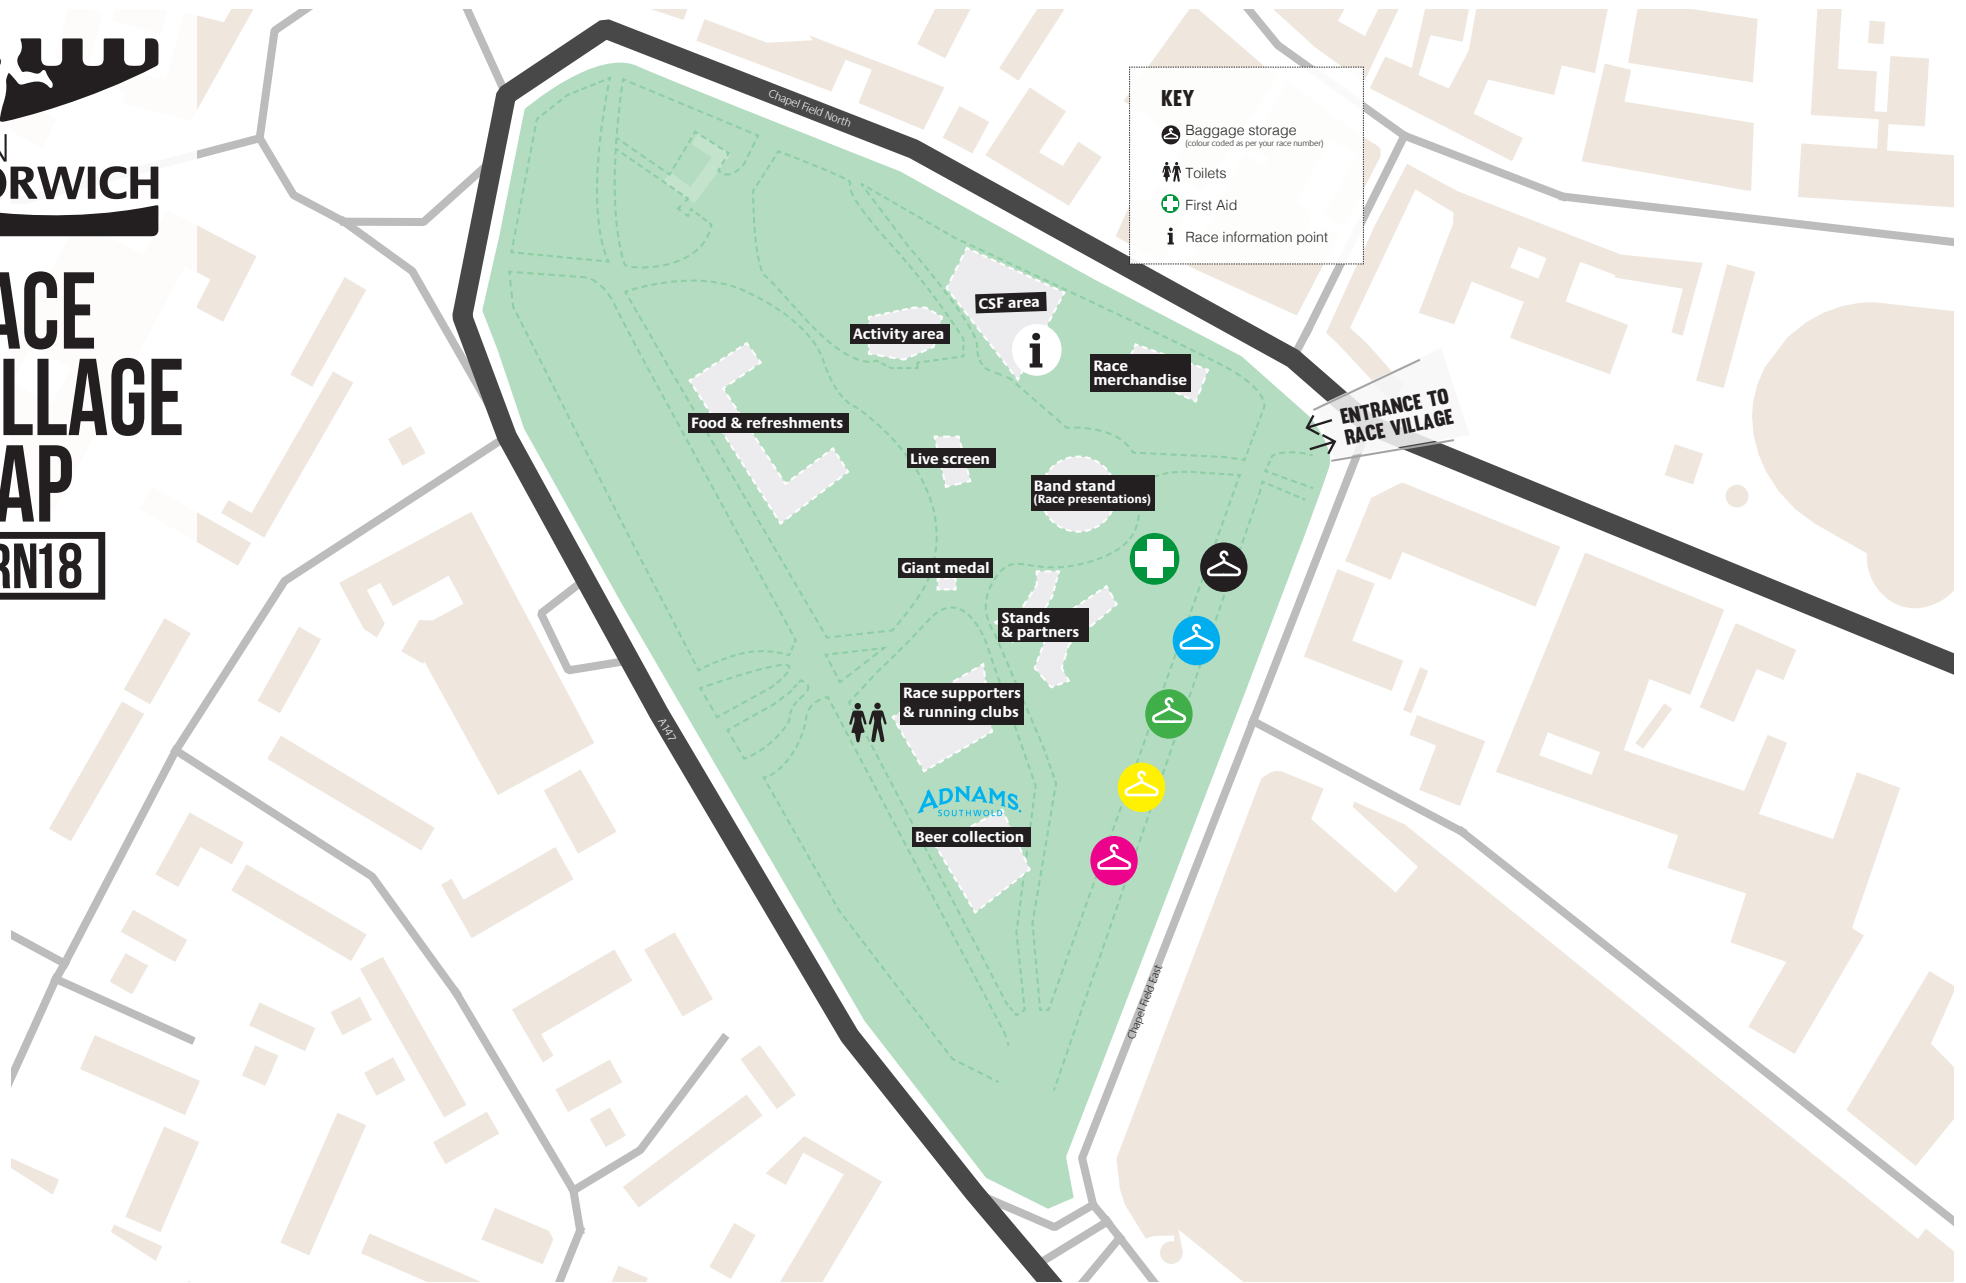 N
ORWICH
ACE
LLAGE
AP
RN18
Chapel Field North
KEY
Baggage storage
(colour coded as per your race number)
Toilets
First Aid
i Race information point
CSF area
i
Activity area
Race
merchandise
ENTRANCE TO
RACE VILLAGE
Food & refreshments
Live screen
Band stand
(Race presentations)
Giant medal
Stands
& partners
Race supporters
& running clubs
A147
ADNAMS
SOUTHWOLD
Beer collection
Chapel Field East